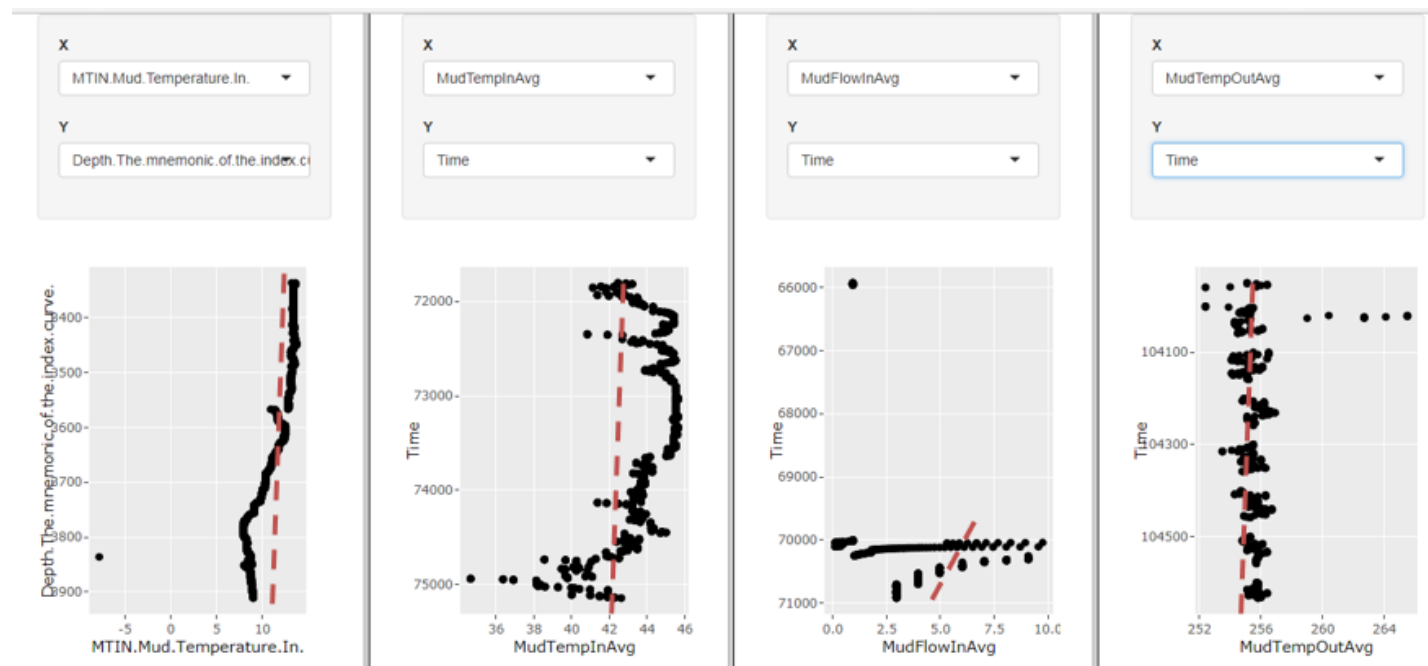 X
MTIN.Mud.Temperature.In.
Y
Depth.The.mnemonic.of.the.index.cu
Depth.The.mnemonic.of.the.index.curve.
3400
3500
3600
3700
3800
3900
-5
0
5
10
MTIN.Mud.Temperature.In.
X
MudTempInAvg
Y
Time
Time
72000
73000
74000
75000
36
38
40
42
44
46
MudTempInAvg
X
MudFlowInAvg
Y
Time
Time
66000
67000
68000
69000
70000
71000
0.0
2.5
5.0
7.5
10.0
MudFlowInAvg
X
MudTempOutAvg
Y
Time
Time
104100
104300
104500
252
256
260
264
MudTempOutAvg